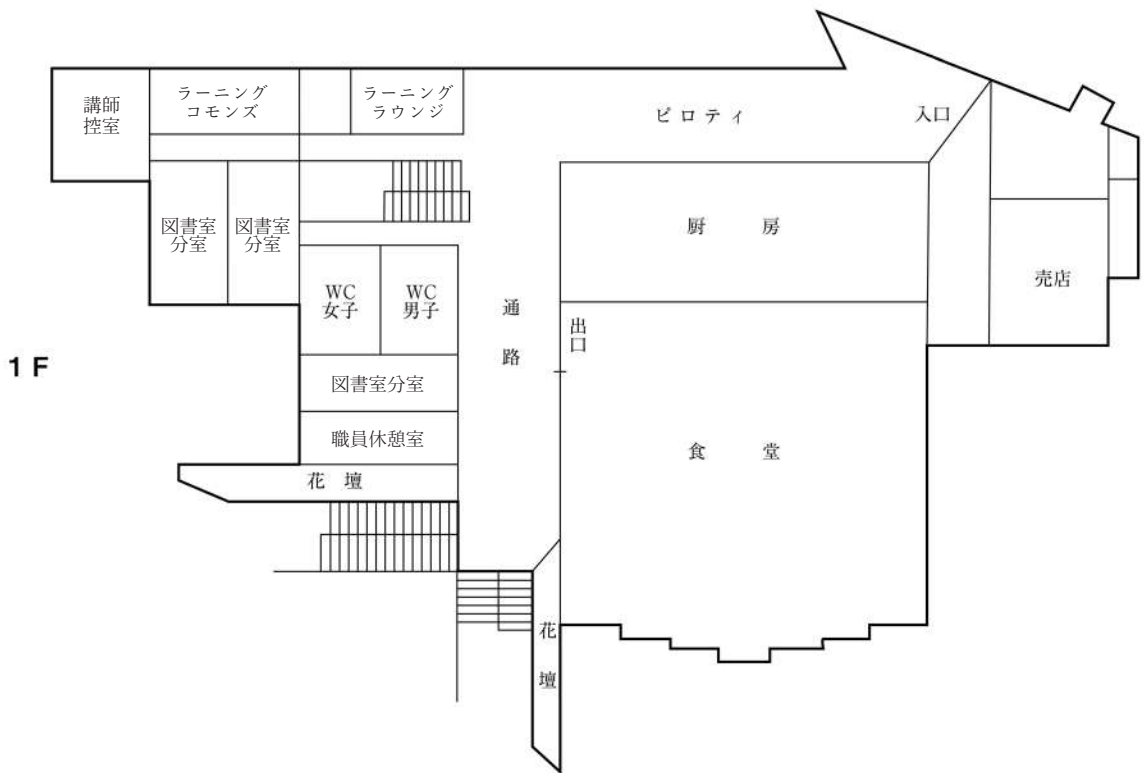 講師
控室
ラーニング
コモンズ
ラーニング
ラウンジ
ピロティ
入口
図書室
分室
図書室
分室
厨房
売店
WC
女子
WC
男子
通路
出口
1 F
図書室分室
職員休憩室
食堂
花壇
花壇